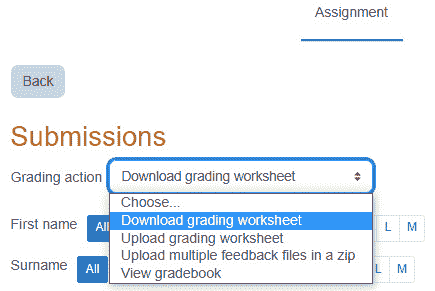 Assignment
Back
Submissions
Grading action Download grading worksheet
Choose...
Download grading worksheet
Upload grading worksheet
Upload multiple feedback files in a zip
View gradebook
First name All L M
Surname All L M